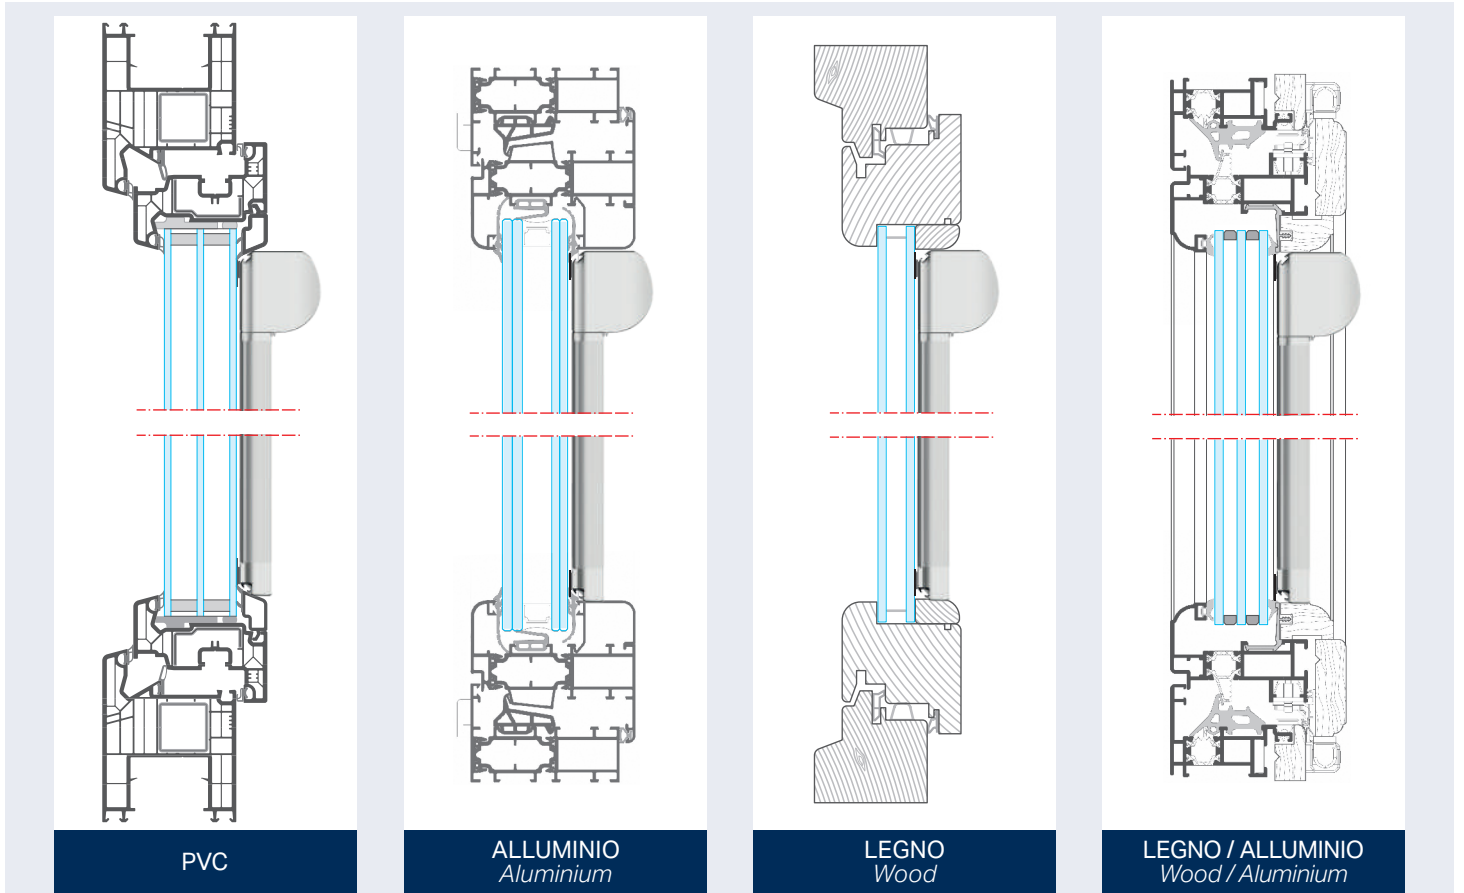 PVC
ALLUMINIO
Aluminium
LEGNO
Wood
LEGNO / ALLUMINIO
Wood / Aluminium